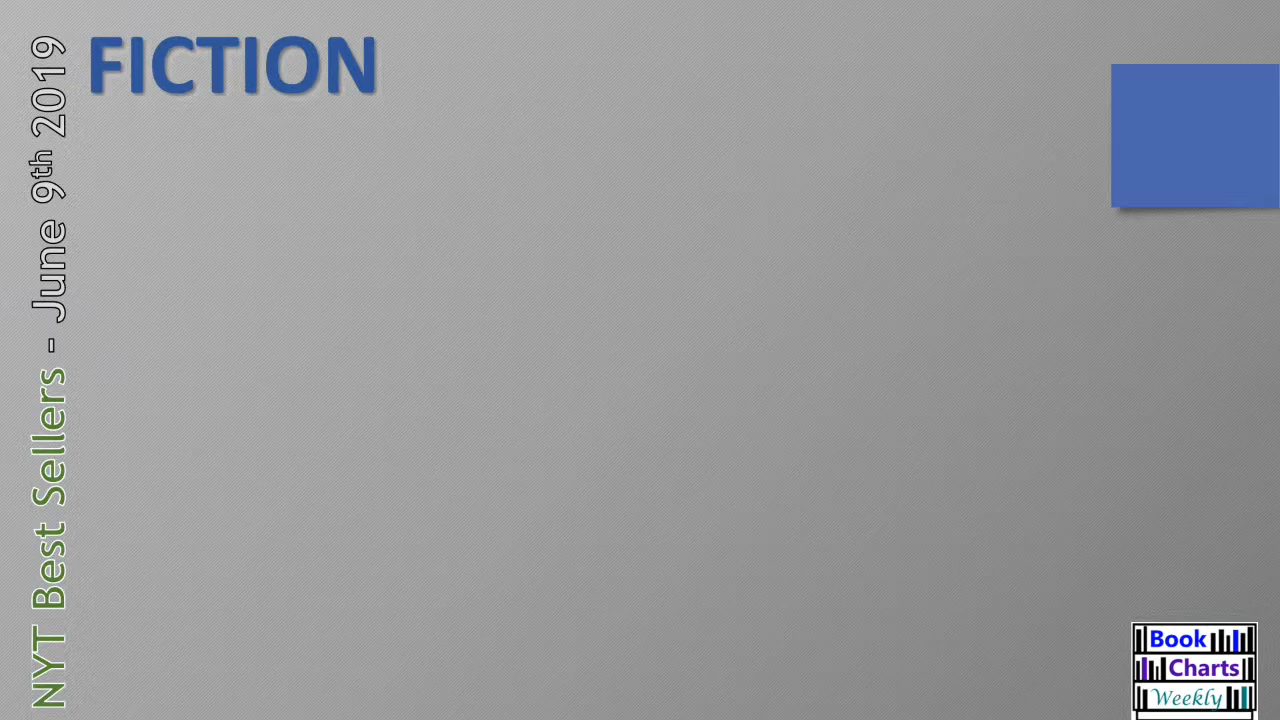 FICTION
NYT Best Sellers – June 9th 2019
Book
Charts
Weekly